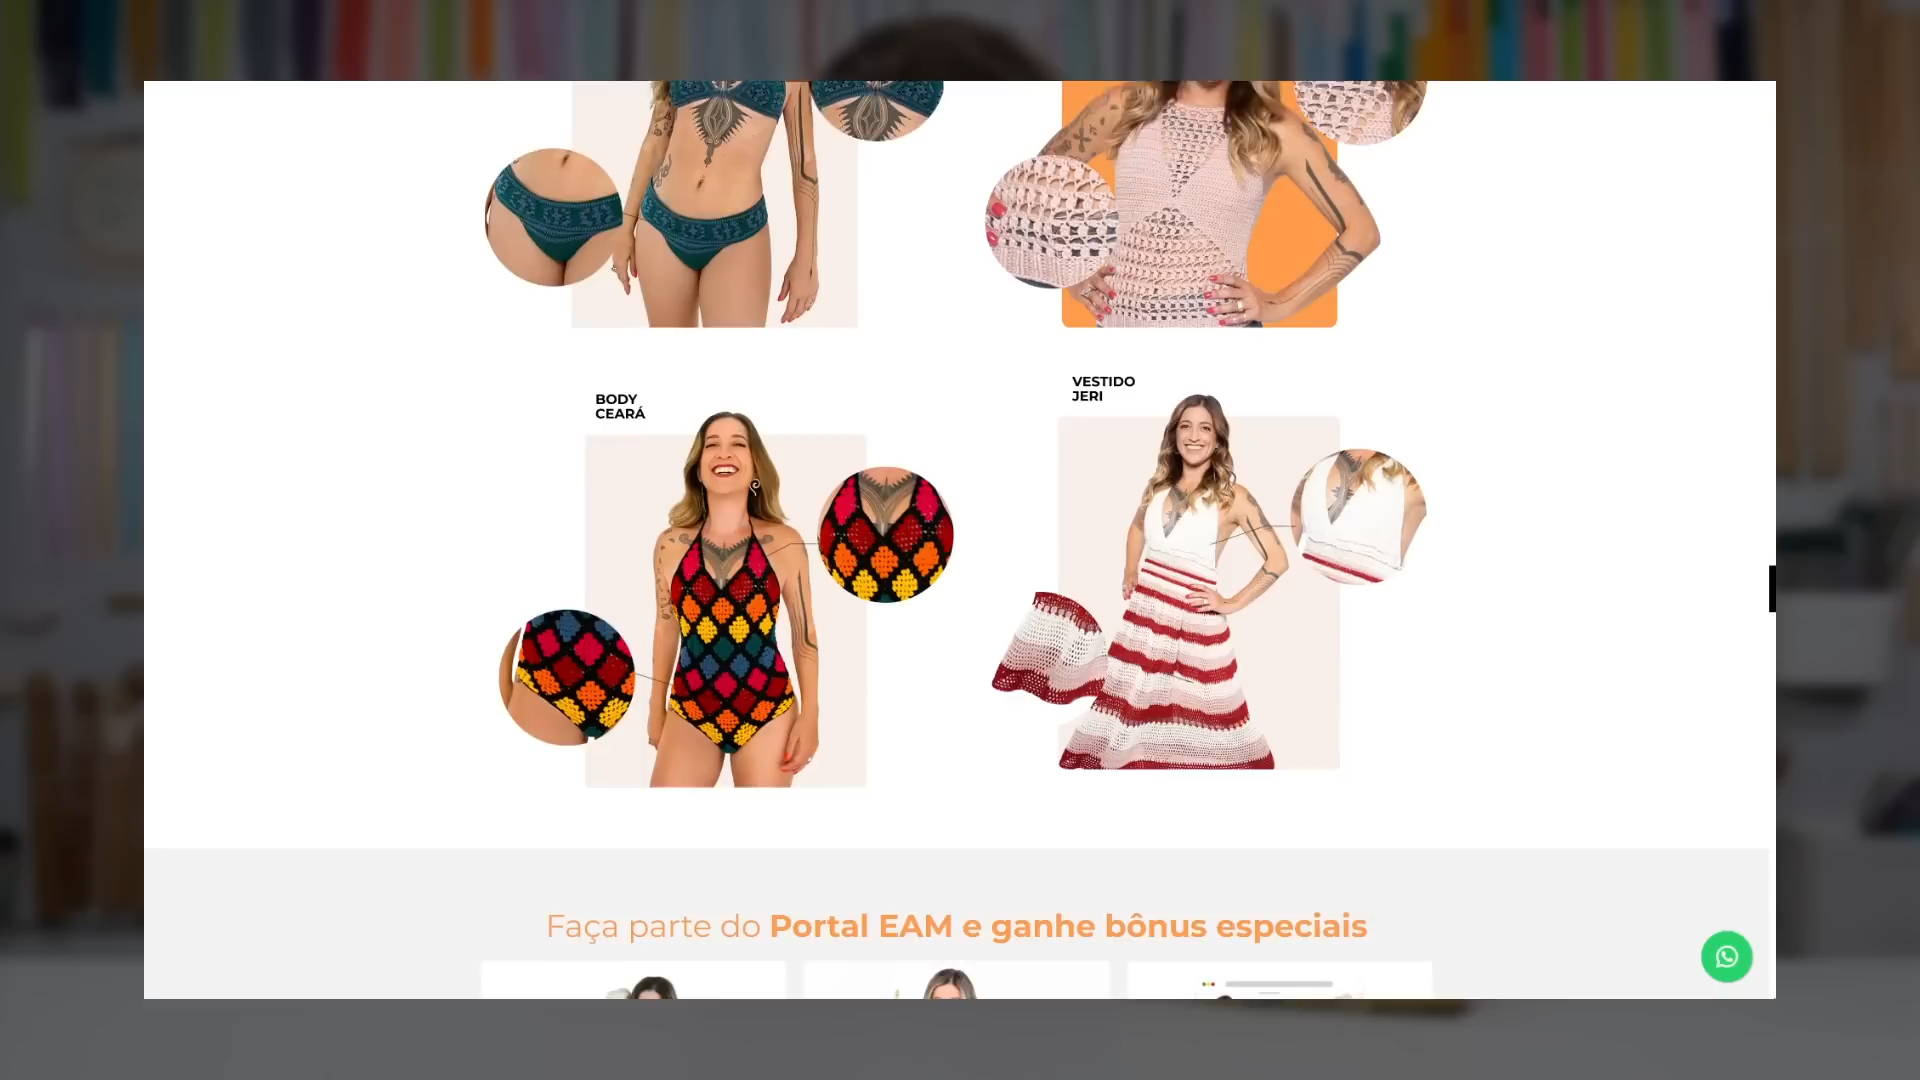 BODY
CEARÁ
VESTIDO
JERI
Faça parte do Portal EAM e ganhe bônus especiais